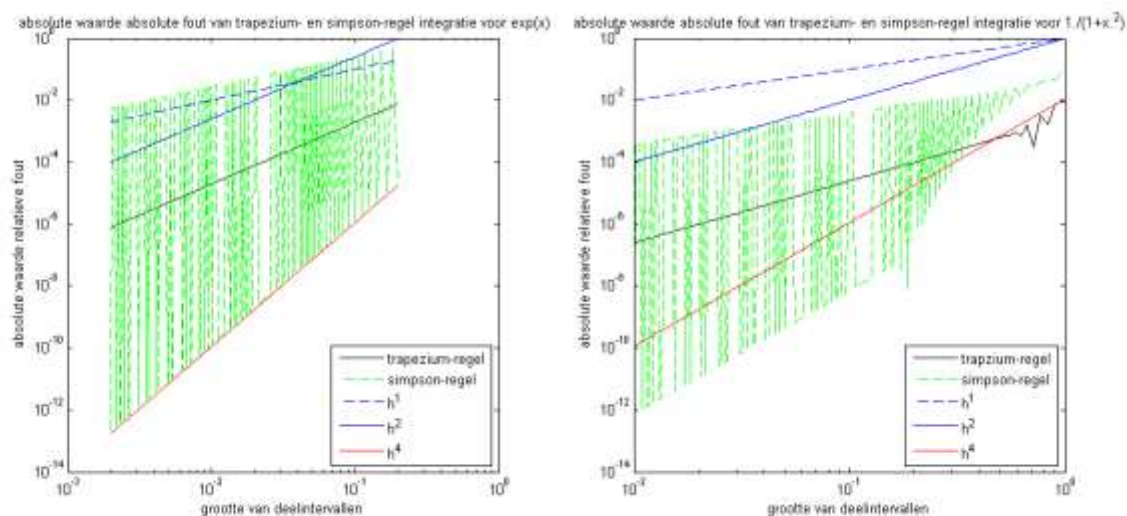 absolute waarde absolute fout van trapezium- en simpson-regel integratie voor exp(x)
10^0
10^-2
10^-4
10^-6
10^-8
10^-10
10^-12
10^-14
absolute waarde relatieve fout
trapezium-regel
simpson-regel
h^1
h^2
h^4
10^-3
10^-2
10^-1
10^0
grootte van deelintervallen
absolute waarde absolute fout van trapezium- en simpson-regel integratie voor 1./(1+x.^2)
10^0
10^-2
10^-4
10^-6
10^-8
10^-10
10^-12
10^-14
absolute waarde relatieve fout
trapzium-regel
simpson-regel
h^1
h^2
h^4
10^-2
10^-1
10^0
grootte van deelintervallen